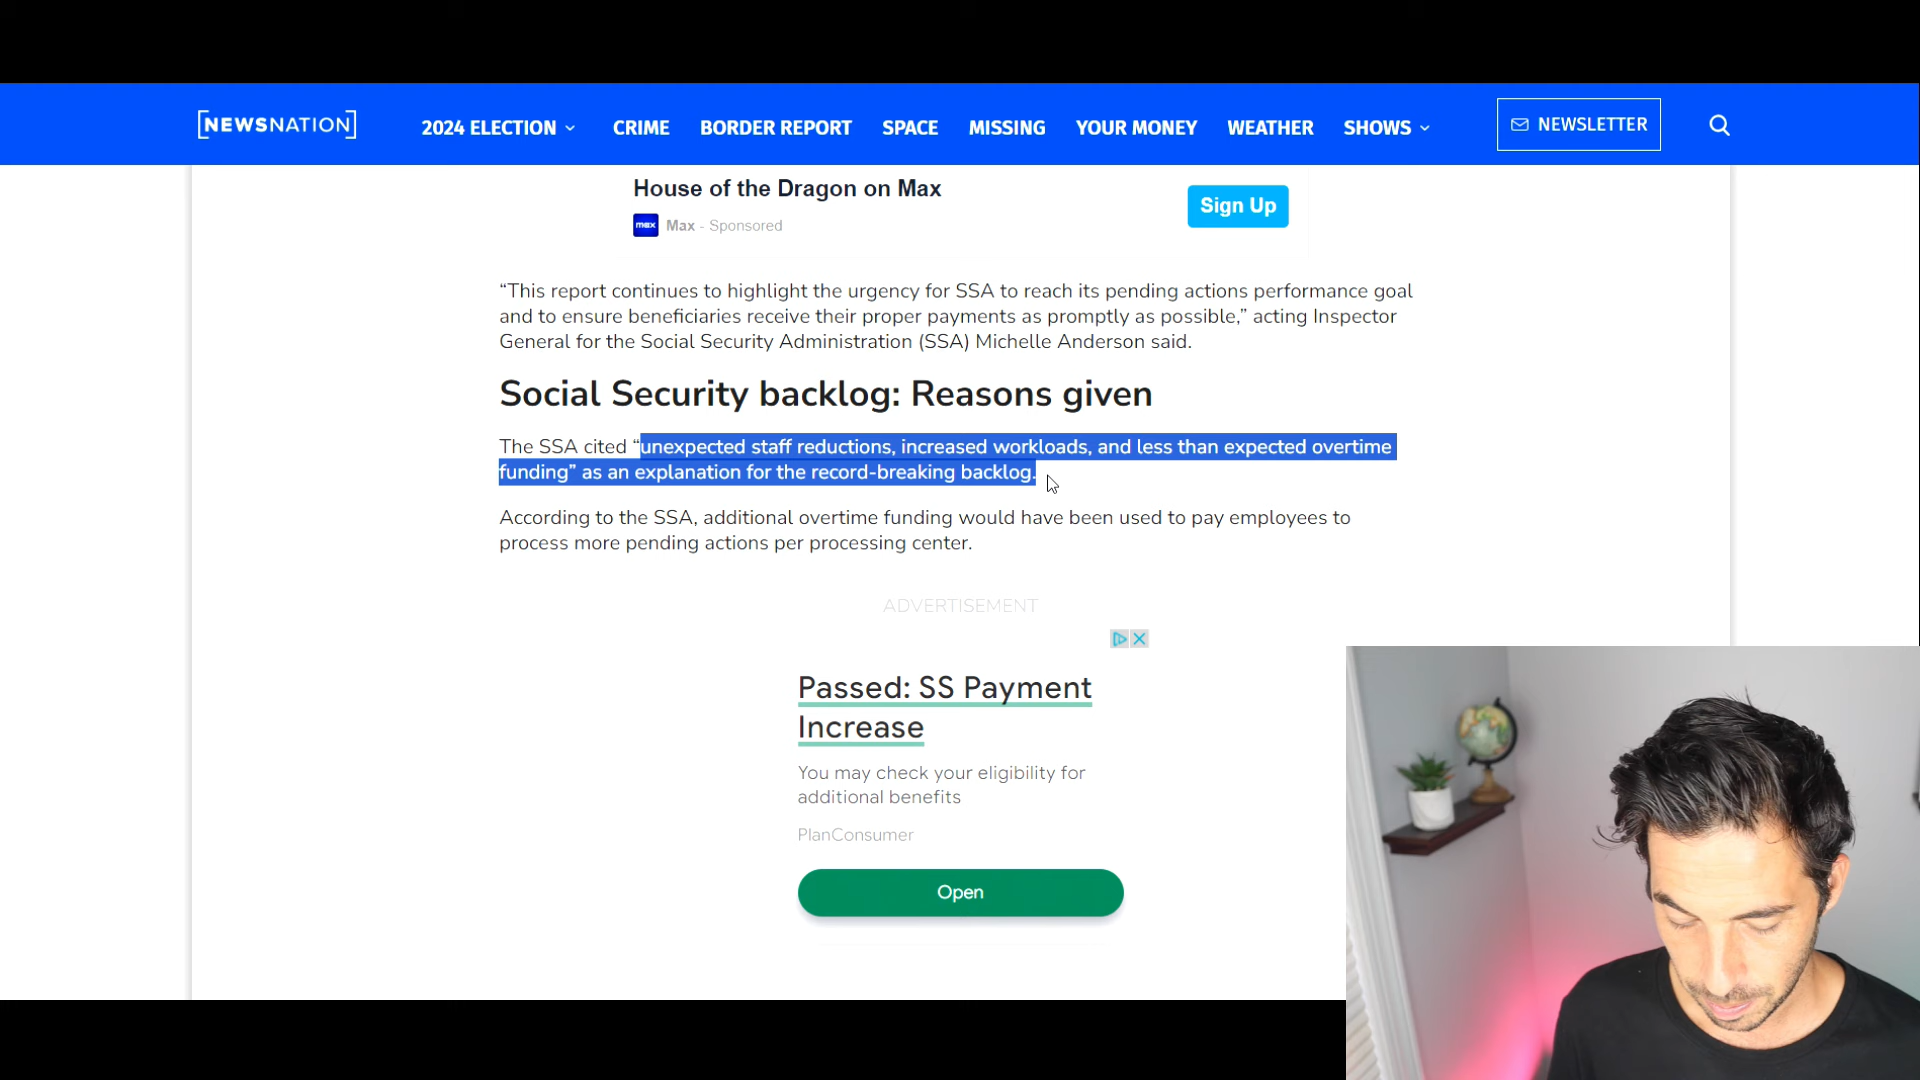 [NEWSNATION]
2024 ELECTION
CRIME
BORDER REPORT
SPACE
MISSING
YOUR MONEY
WEATHER
SHOWS
NEWSLETTER
House of the Dragon on Max
Sign Up
max
Max - Sponsored
“This report continues to highlight the urgency for SSA to reach its pending actions performance goal
and to ensure beneficiaries receive their proper payments as promptly as possible,” acting Inspector
General for the Social Security Administration (SSA) Michelle Anderson said.
Social Security backlog: Reasons given
The SSA cited “unexpected staff reductions, increased workloads, and less than expected overtime
funding” as an explanation for the record-breaking backlog.
According to the SSA, additional overtime funding would have been used to pay employees to
process more pending actions per processing center.
ADVERTISEMENT
Passed: SS Payment
Increase
You may check your eligibility for
additional benefits
PlanConsumer
Open